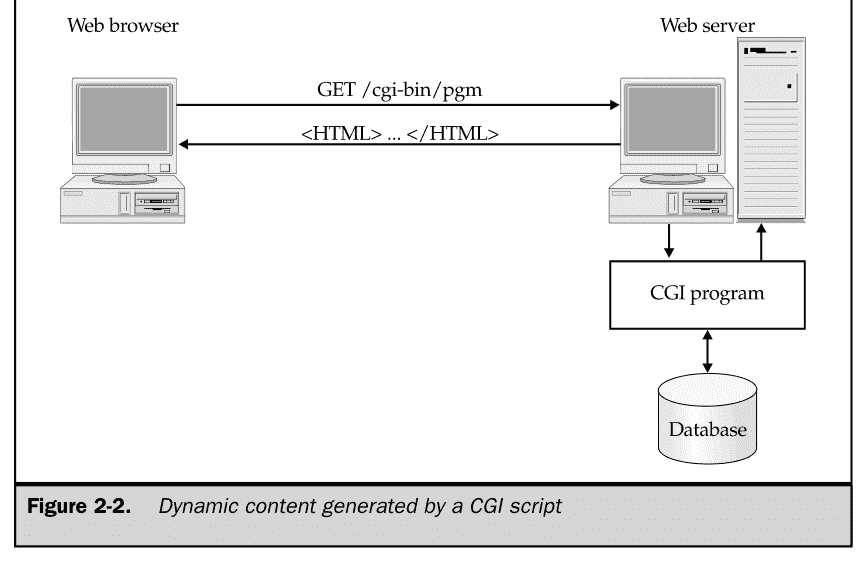 Web browser
Web server
GET /cgi-bin/pgm
<HTML> ... </HTML>
CGI program
Database
Figure 2-2. Dynamic content generated by a CGI script